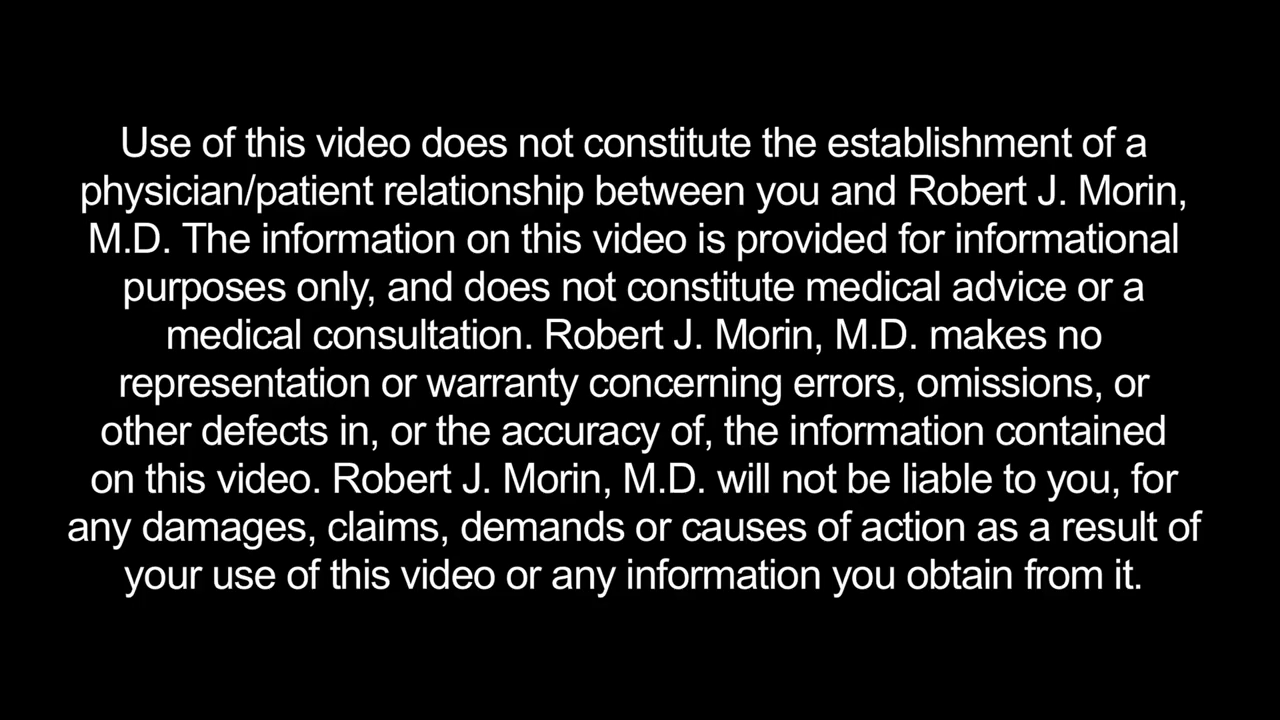 Use of this video does not constitute the establishment of a
physician/patient relationship between you and Robert J. Morin,
M.D. The information on this video is provided for informational
purposes only, and does not constitute medical advice or a
medical consultation. Robert J. Morin, M.D. makes no
representation or warranty concerning errors, omissions, or
other defects in, or the accuracy of, the information contained
on this video. Robert J. Morin, M.D. will not be liable to you, for
any damages, claims, demands or causes of action as a result of
your use of this video or any information you obtain from it.